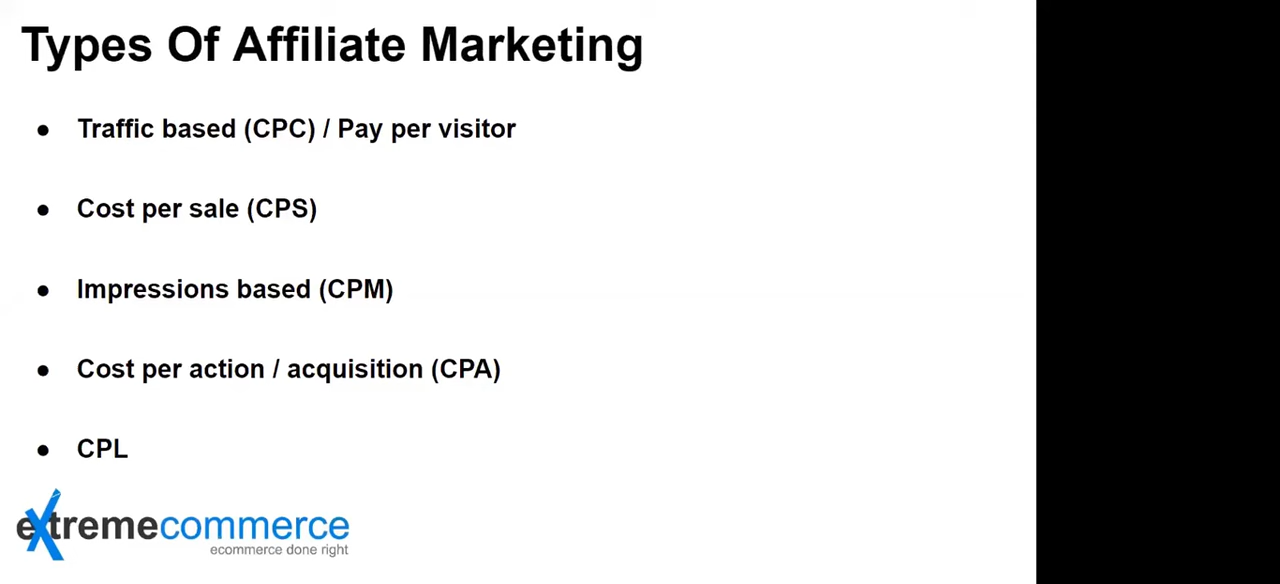 Types Of Affiliate Marketing
● Traffic based (CPC) / Pay per visitor
● Cost per sale (CPS)
● Impressions based (CPM)
● Cost per action / acquisition (CPA)
● CPL
extremecommerce
ecommerce done right